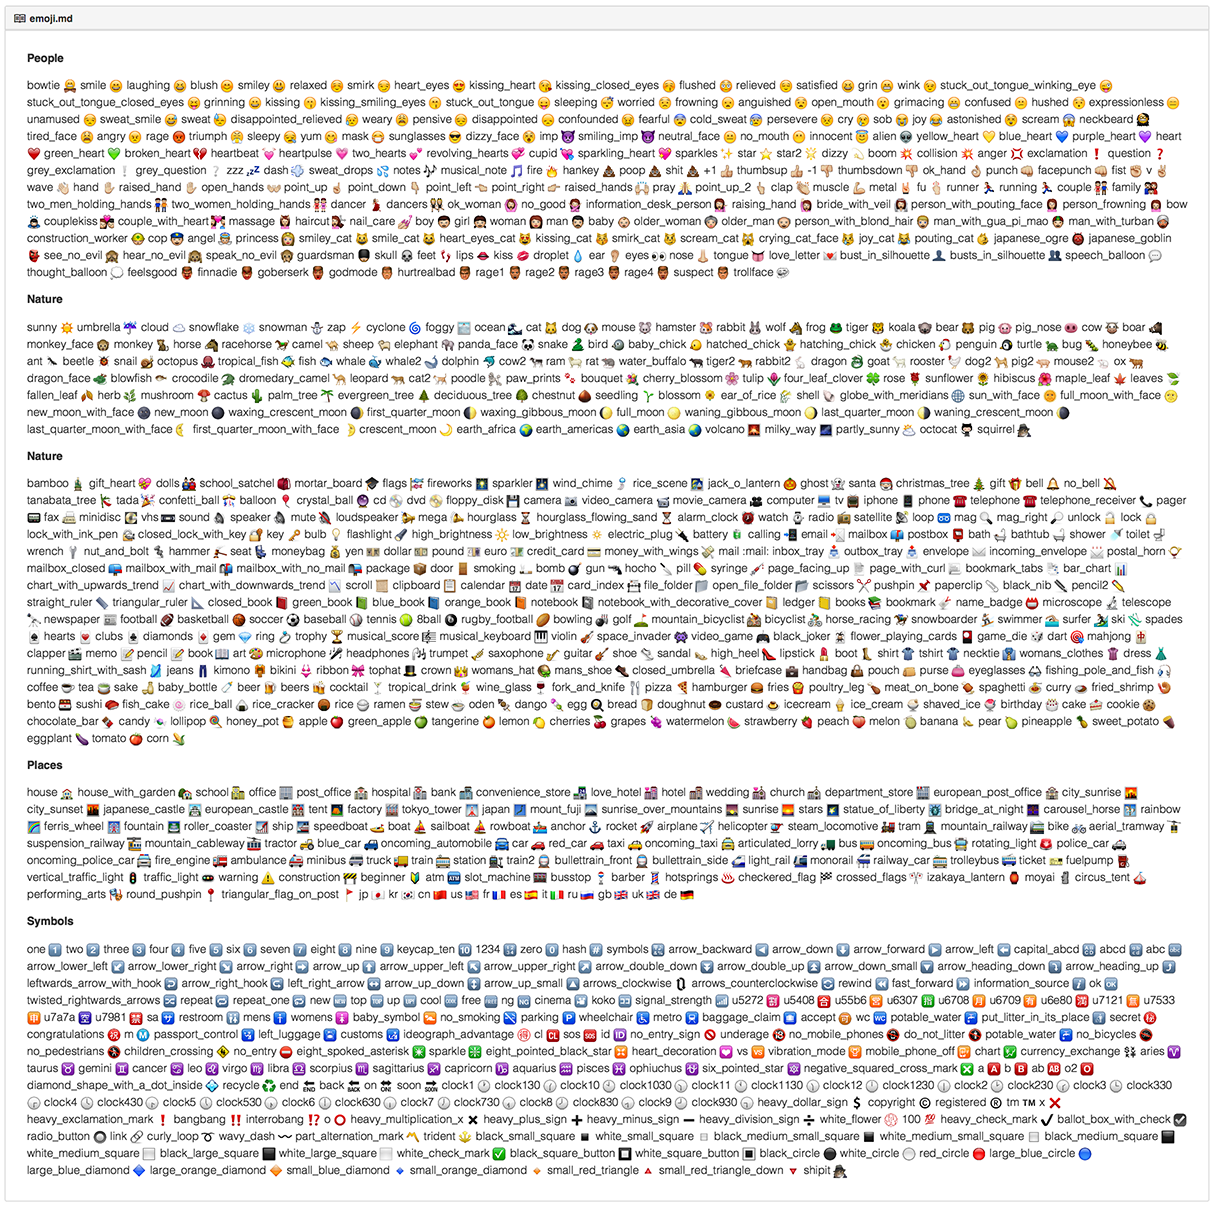 emoji.md
People
bowtie smile laughing blush smiley relaxed smirk heart_eyes kissing_heart kissing_closed_eyes flushed relieved satisfied grin wink stuck_out_tongue_winking_eye
stuck_out_tongue_closed_eyes grinning kissing kissing_smiling_eyes stuck_out_tongue sleeping worried frowning anguished open_mouth grimacing confused hushed expressionless
unamused sweat_smile sweat disappointed_relieved weary pensive disappointed confounded fearful cold_sweat persevere cry sob joy astonished scream neckbeard
tired_face angry rage triumph sleepy yum mask sunglasses dizzy_face imp smiling_imp neutral_face no_mouth innocent alien yellow_heart blue_heart purple_heart heart
green_heart broken_heart heartbeat heartpulse two_hearts revolving_hearts cupid sparkling_heart sparkles star star2 dizzy boom collision anger exclamation question
grey_exclamation grey_question zzz dash sweat_drops notes musical_note fire hankey poop shit +1 thumbsup -1 thumbsdown ok_hand punch facepunch fist v
wave hand raised_hand open_hands point_up point_down point_left point_right raised_hands pray point_up_2 clap muscle metal fu runner running couple family
two_men_holding_hands two_women_holding_hands dancer dancers ok_woman no_good information_desk_person raising_hand bride_with_veil person_with_pouting_face person_frowning bow
couplekiss couple_with_heart massage haircut nail_care boy girl woman man baby older_woman older_man person_with_blond_hair man_with_gua_pi_mao man_with_turban
construction_worker cop angel princess smiley_cat smile_cat heart_eyes_cat kissing_cat smirk_cat scream_cat crying_cat_face joy_cat pouting_cat japanese_ogre japanese_goblin
see_no_evil hear_no_evil speak_no_evil guardsman skull feet lips kiss droplet ear eyes nose tongue love_letter bust_in_silhouette busts_in_silhouette speech_balloon
thought_balloon feelsgood finnadie goberserk godmode hurtrealbad rage1 rage2 rage3 rage4 suspect trollface
Nature
sunny umbrella cloud snowflake snowman zap cyclone foggy ocean cat dog mouse hamster rabbit wolf frog tiger koala bear pig pig_nose cow boar
monkey_face monkey horse racehorse camel sheep elephant panda_face snake bird baby_chick hatched_chick hatching_chick chicken penguin turtle bug honeybee
ant beetle snail octopus tropical_fish fish whale whale2 dolphin cow2 ram rat water_buffalo tiger2 rabbit2 dragon goat rooster dog2 pig2 mouse2 ox
dragon_face blowfish crocodile dromedary_camel leopard cat2 poodle paw_prints bouquet cherry_blossom tulip four_leaf_clover rose sunflower hibiscus maple_leaf leaves
fallen_leaf herb mushroom cactus palm_tree evergreen_tree deciduous_tree chestnut seedling blossom ear_of_rice shell globe_with_meridians sun_with_face full_moon_with_face
new_moon_with_face new_moon waxing_crescent_moon first_quarter_moon waxing_gibbous_moon full_moon waning_gibbous_moon last_quarter_moon waning_crescent_moon
last_quarter_moon_with_face first_quarter_moon_with_face crescent_moon earth_africa earth_americas earth_asia volcano milky_way partly_sunny octocat squirrel
Nature
bamboo gift_heart dolls school_satchel mortar_board flags fireworks sparkler wind_chime rice_scene jack_o_lantern ghost santa christmas_tree gift bell no_bell
tanabata_tree tada confetti_ball balloon crystal_ball cd dvd floppy_disk camera video_camera movie_camera computer tv iphone phone telephone telephone_receiver pager
fax minidisc vhs sound speaker mute loudspeaker mega hourglass hourglass_flowing_sand alarm_clock watch radio satellite loop mag mag_right unlock lock
lock_with_ink_pen closed_lock_with_key key bulb flashlight high_brightness low_brightness electric_plug battery calling email mailbox postbox bath bathtub shower toilet
wrench nut_and_bolt hammer seat moneybag yen dollar pound euro credit_card money_with_wings mail :mail: inbox_tray outbox_tray envelope incoming_envelope postal_horn
mailbox_closed mailbox_with_mail mailbox_with_no_mail package door smoking bomb gun hocho pill syringe page_facing_up page_with_curl bookmark_tabs bar_chart
chart_with_upwards_trend chart_with_downwards_trend scroll clipboard calendar date card_index file_folder open_file_folder scissors pushpin paperclip black_nib pencil2
straight_ruler triangular_ruler closed_book green_book blue_book orange_book notebook notebook_with_decorative_cover ledger books bookmark name_badge microscope telescope
newspaper football basketball soccer baseball tennis 8ball rugby_football bowling golf mountain_bicyclist bicyclist horse_racing snowboarder swimmer surfer ski spades
hearts clubs diamonds gem ring trophy musical_score musical_keyboard violin space_invader video_game black_joker flower_playing_cards game_die dart mahjong
clapper memo pencil book art microphone headphones trumpet saxophone guitar shoe sandal high_heel lipstick boot shirt tshirt necktie womans_clothes dress
running_shirt_with_sash jeans kimono bikini ribbon tophat crown womans_hat mans_shoe closed_umbrella briefcase handbag pouch purse eyeglasses fishing_pole_and_fish
coffee tea sake baby_bottle beer beers cocktail tropical_drink wine_glass fork_and_knife pizza hamburger fries poultry_leg meat_on_bone spaghetti curry fried_shrimp
bento sushi fish_cake rice_ball rice_cracker rice ramen stew oden dango egg bread doughnut custard icecream ice_cream shaved_ice birthday cake cookie
chocolate_bar candy lollipop honey_pot apple green_apple tangerine lemon cherries grapes watermelon strawberry peach melon banana pear pineapple sweet_potato
eggplant tomato corn
Places
house house_with_garden school office post_office hospital bank convenience_store love_hotel hotel wedding church department_store european_post_office city_sunrise
city_sunset japanese_castle european_castle tent factory tokyo_tower japan mount_fuji sunrise_over_mountains sunrise stars statue_of_liberty bridge_at_night carousel_horse rainbow
ferris_wheel fountain roller_coaster ship speedboat boat sailboat rowboat anchor rocket airplane helicopter steam_locomotive tram mountain_railway bike aerial_tramway
suspension_railway mountain_cableway tractor blue_car oncoming_automobile car red_car taxi oncoming_taxi articulated_lorry bus oncoming_bus rotating_light police_car
oncoming_police_car fire_engine ambulance minibus truck train station train2 bullettrain_front bullettrain_side light_rail monorail railway_car trolleybus ticket fuelpump
vertical_traffic_light traffic_light warning construction beginner atm slot_machine busstop barber hotsprings checkered_flag crossed_flags izakaya_lantern moyai circus_tent
performing_arts round_pushpin triangular_flag_on_post jp kr cn us fr es it ru gb uk de
Symbols
one two three four five six seven eight nine keycap_ten 1234 zero hash symbols arrow_backward arrow_down arrow_forward arrow_left capital_abcd abcd abc
arrow_lower_left arrow_lower_right arrow_right arrow_up arrow_upper_left arrow_upper_right arrow_double_down arrow_double_up arrow_down_small arrow_heading_down arrow_heading_up
leftwards_arrow_with_hook arrow_right_hook left_right_arrow arrow_up_down arrow_up_small arrows_clockwise arrows_counterclockwise rewind fast_forward information_source ok
twisted_rightwards_arrows repeat repeat_one new top up cool free ng cinema koko signal_strength u5272 u5408 u55b6 u6307 u6708 u6709 u6e80 u7121 u7533
u7a7a u7981 sa restroom mens womens baby_symbol no_smoking parking wheelchair metro baggage_claim accept wc potable_water put_litter_in_its_place secret
congratulations m passport_control left_luggage customs ideograph_advantage cl sos id no_entry_sign underage no_mobile_phones do_not_litter potable_water no_bicycles
no_pedestrians children_crossing no_entry eight_spoked_asterisk sparkle eight_pointed_black_star heart_decoration vs vibration_mode mobile_phone_off chart currency_exchange aries
taurus gemini cancer leo virgo libra scorpius sagittarius capricorn aquarius pisces ophiuchus six_pointed_star negative_squared_cross_mark a b ab o2
diamond_shape_with_a_dot_inside recycle end back on soon clock1 clock130 clock10 clock1030 clock11 clock1130 clock12 clock1230 clock2 clock230 clock3 clock330
clock4 clock430 clock5 clock530 clock6 clock630 clock7 clock730 clock8 clock830 clock9 clock930 heavy_dollar_sign copyright registered tm x
heavy_exclamation_mark bangbang interrobang o heavy_multiplication_x heavy_plus_sign heavy_minus_sign heavy_division_sign white_flower 100 heavy_check_mark ballot_box_with_check
radio_button link curly_loop wavy_dash part_alternation_mark trident black_small_square white_small_square black_medium_small_square white_medium_small_square black_medium_square
white_medium_square black_large_square white_large_square white_check_mark black_square_button white_square_button black_circle white_circle red_circle large_blue_circle
large_blue_diamond large_orange_diamond small_blue_diamond small_orange_diamond small_red_triangle small_red_triangle_down shipit